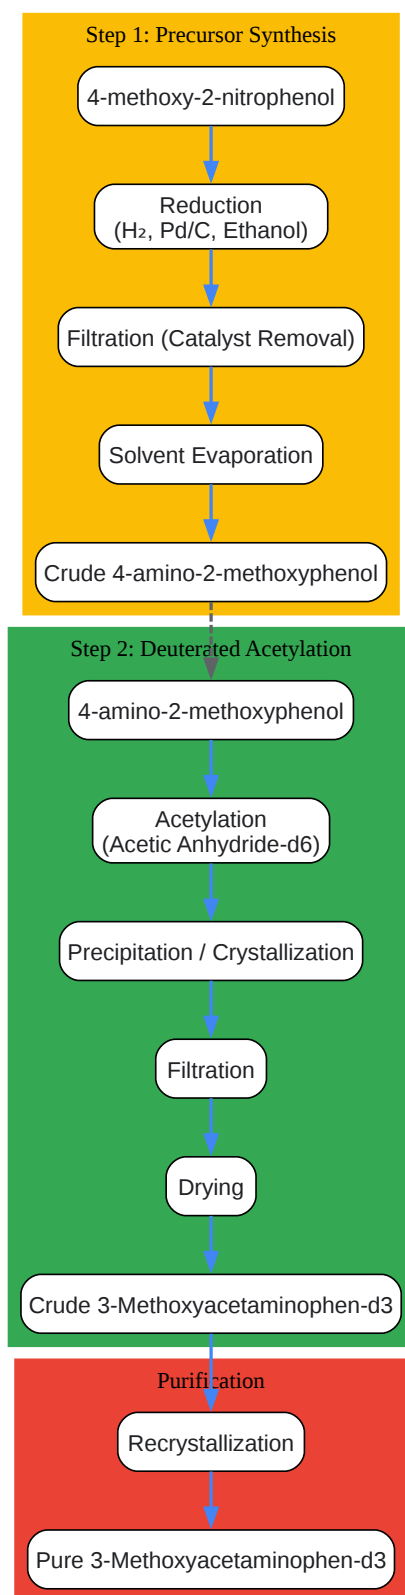 Step 1: Precursor Synthesis
4-methoxy-2-nitrophenol
Reduction
(H₂, Pd/C, Ethanol)
Filtration (Catalyst Removal)
Solvent Evaporation
Crude 4-amino-2-methoxyphenol
Step 2: Deuterated Acetylation
4-amino-2-methoxyphenol
Acetylation
(Acetic Anhydride-d6)
Precipitation / Crystallization
Filtration
Drying
Crude 3-Methoxyacetaminophen-d3
Purification
Recrystallization
Pure 3-Methoxyacetaminophen-d3